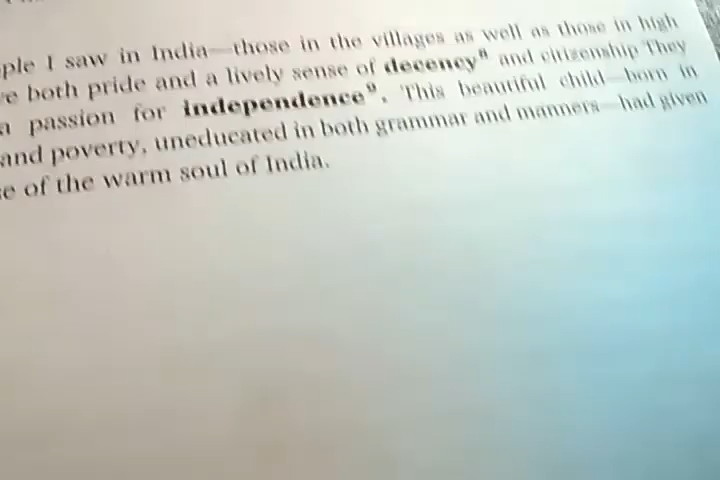 ple I saw in India—those in the villages as well as those in high
e both pride and a lively sense of decency⁸ and citizenship They
a passion for independence⁹. This beautiful child—born in
and poverty, uneducated in both grammar and manners—had given
e of the warm soul of India.